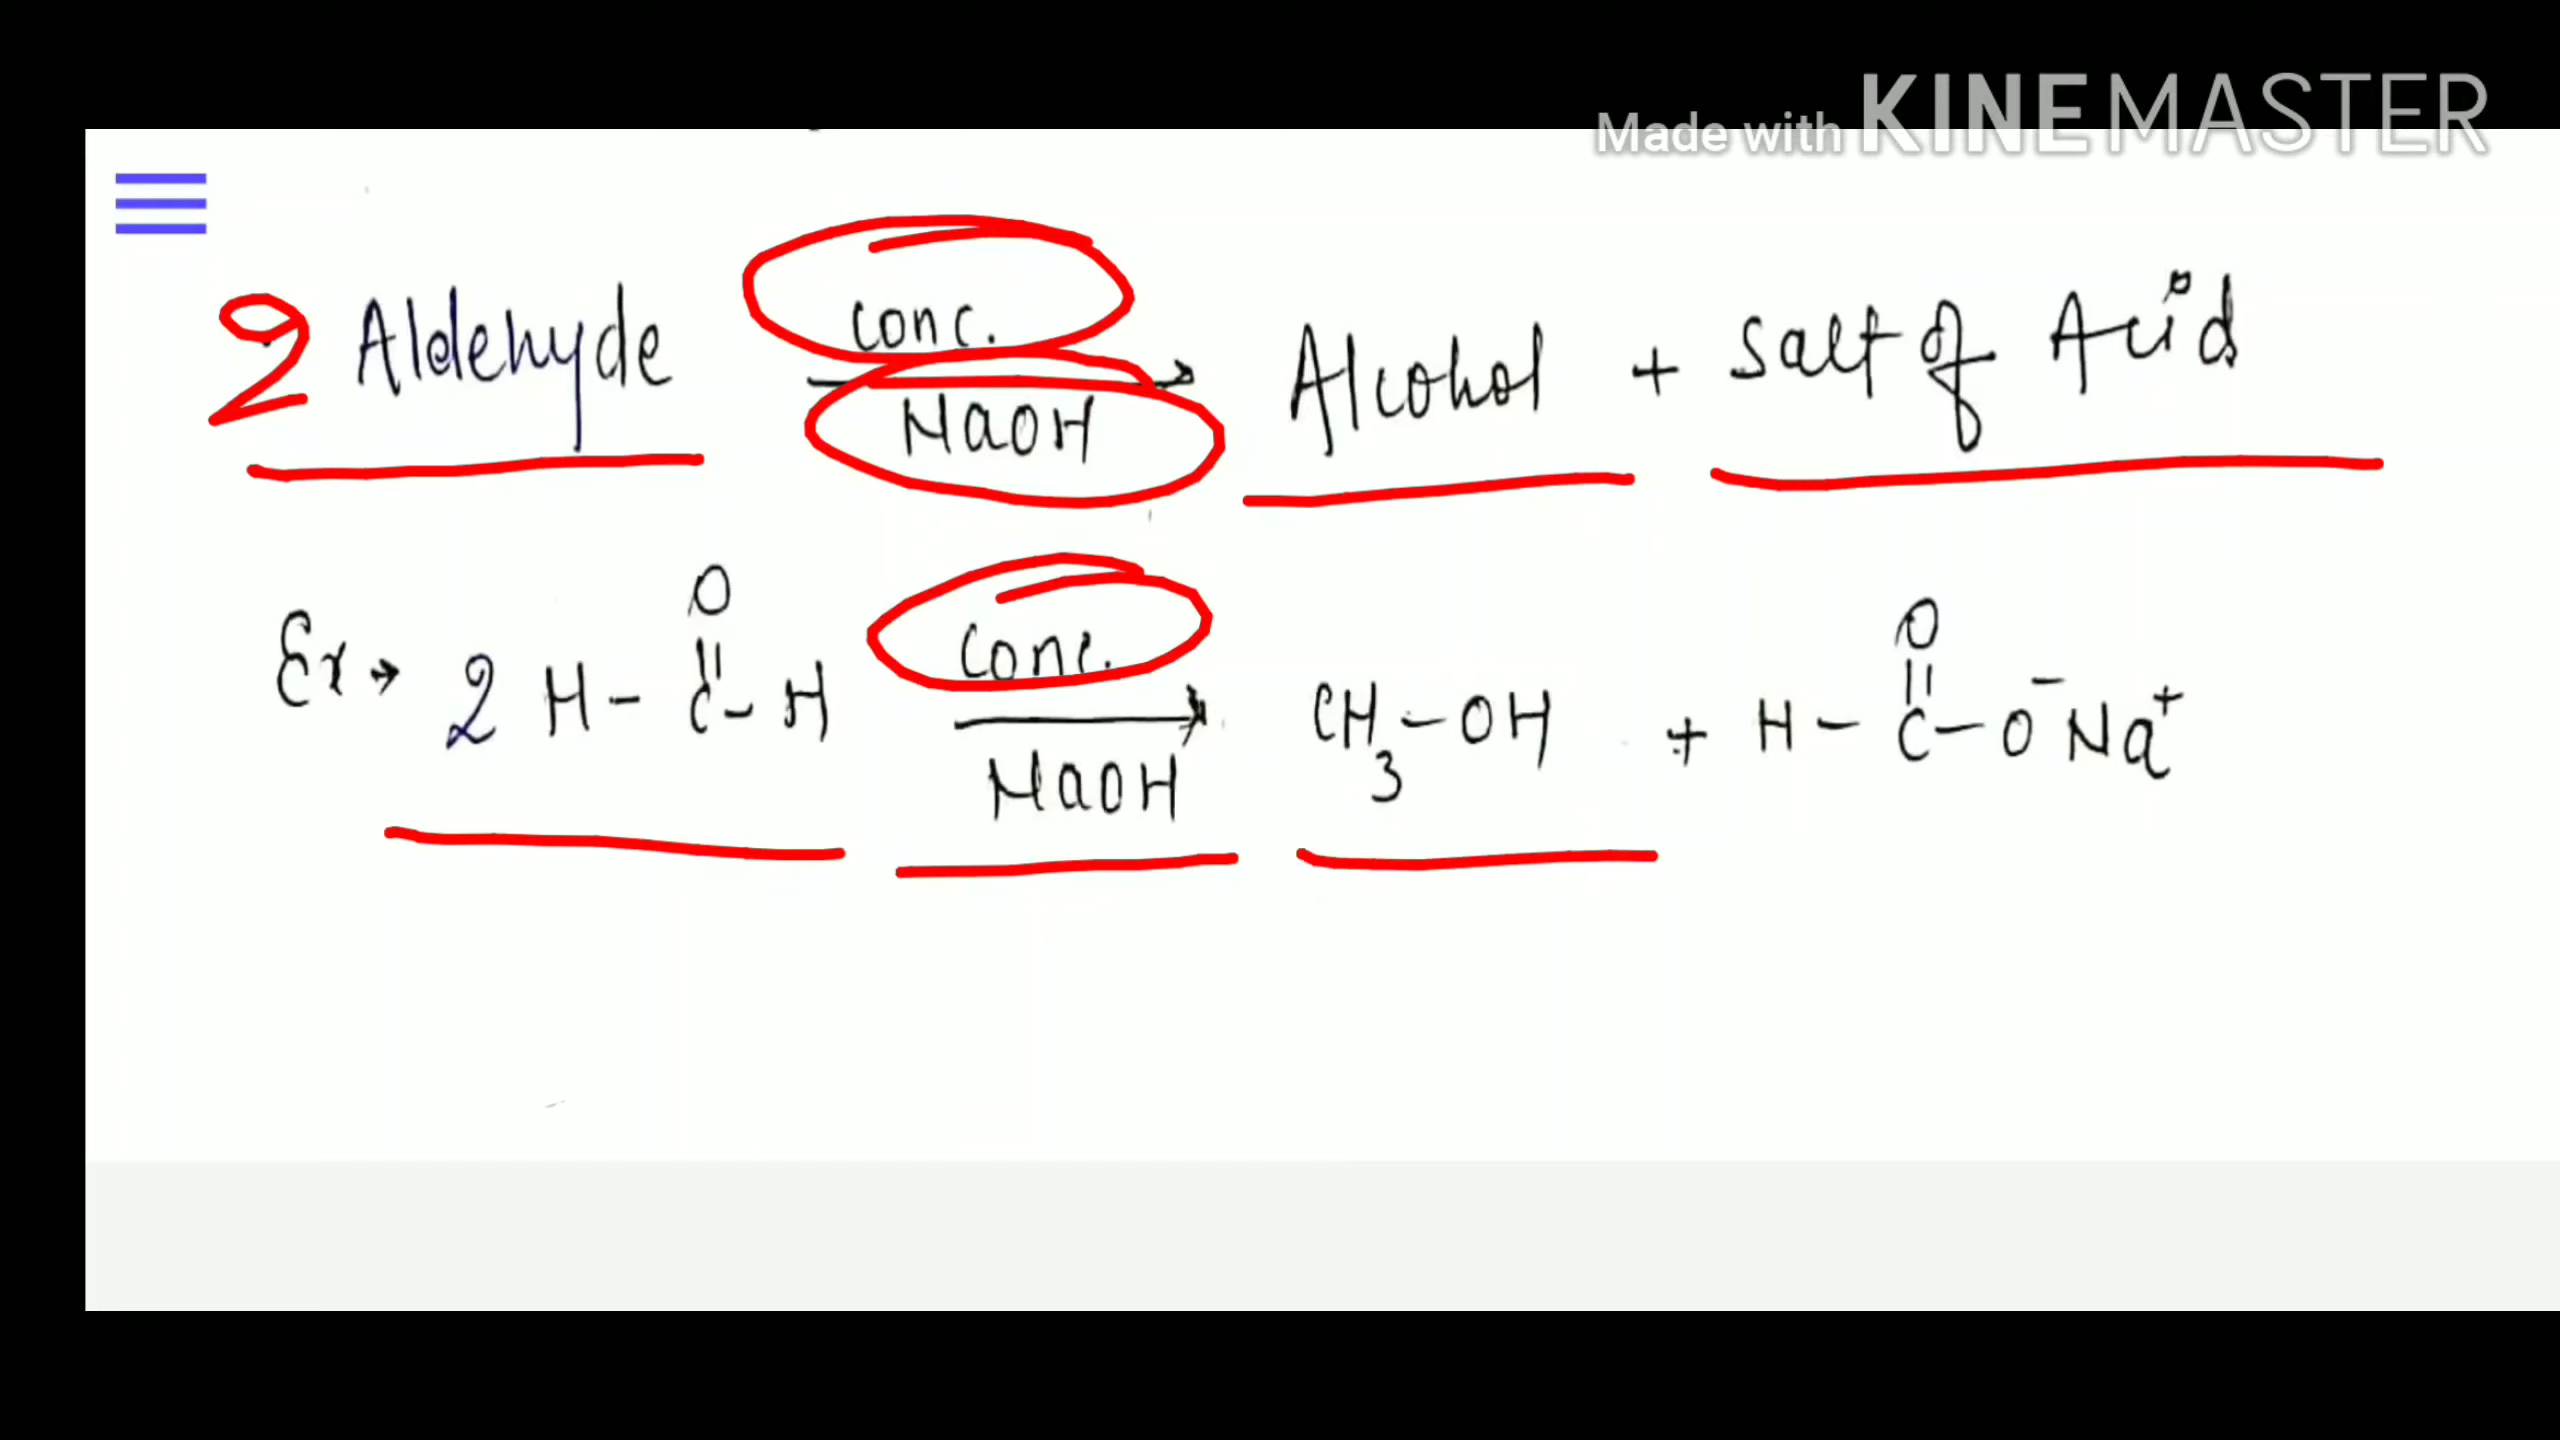 Made with KINEMASTER
2 Aldehyde conc. NaOH → Alcohol + Salt of Acid
Ex → 2 H - C - H conc. NaOH → CH3 - OH + H - C - O⁻ Na⁺
O O